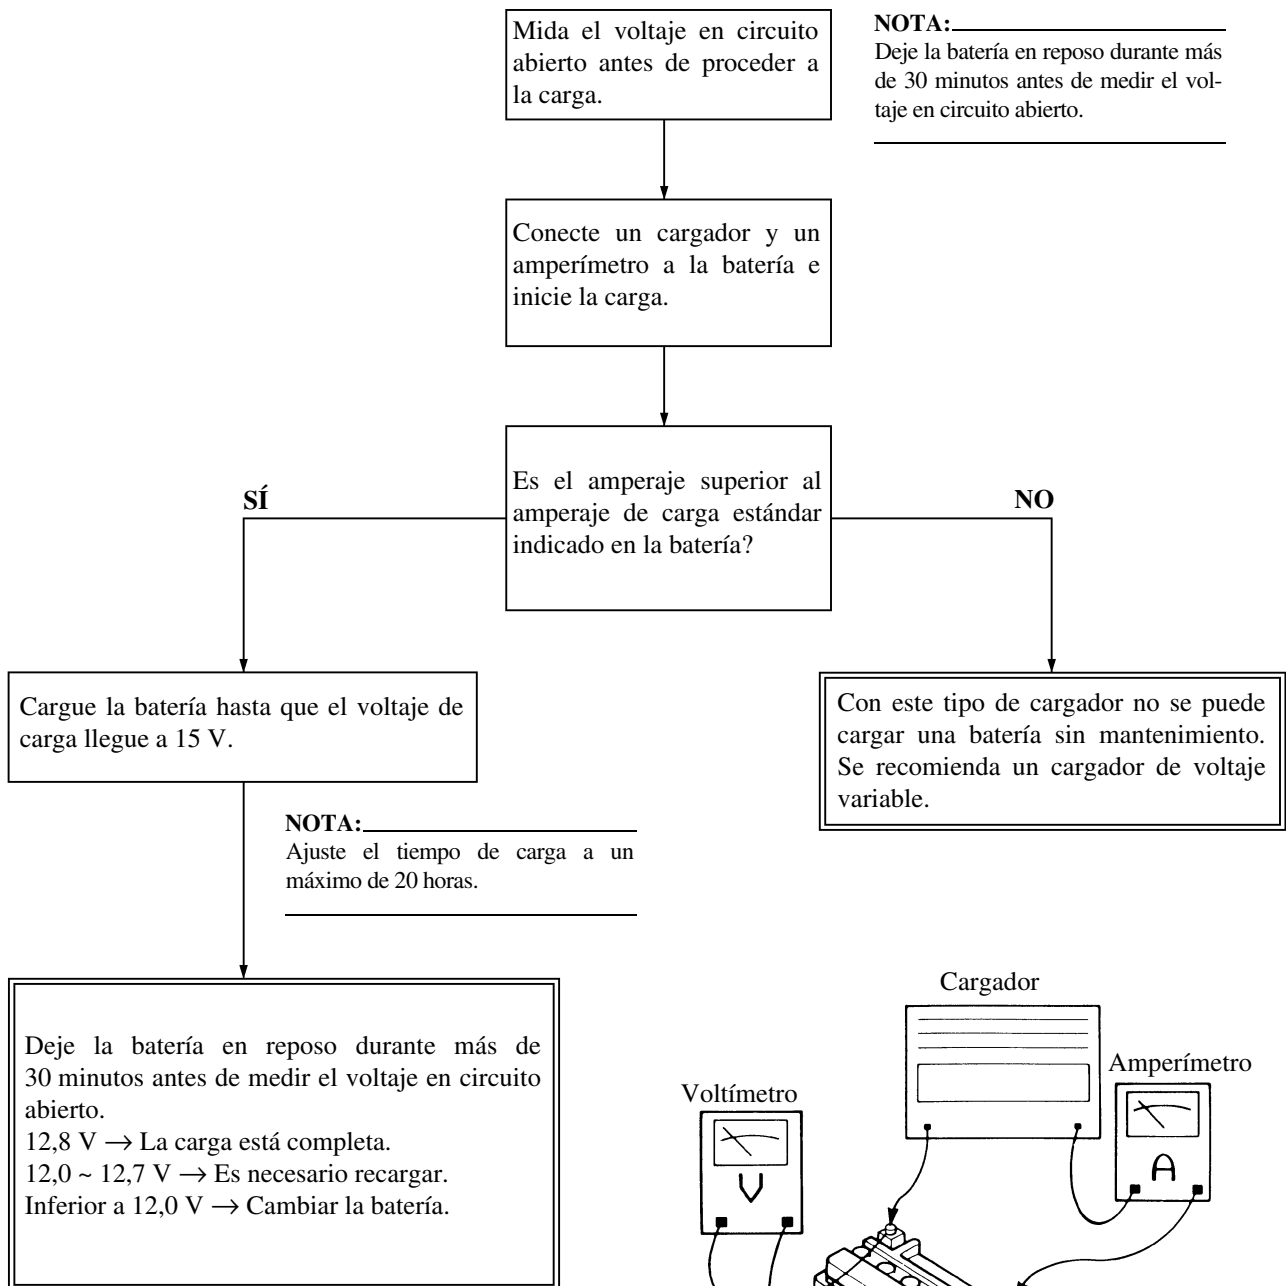 Mida el voltaje en circuito
abierto antes de proceder a
la carga.
NOTA:
Deje la batería en reposo durante más
de 30 minutos antes de medir el vol-
taje en circuito abierto.
Conecte un cargador y un
amperímetro a la batería e
inicie la carga.
Es el amperaje superior al
amperaje de carga estándar
indicado en la batería?
SÍ
NO
Cargue la batería hasta que el voltaje de
carga llegue a 15 V.
Con este tipo de cargador no se puede
cargar una batería sin mantenimiento.
Se recomienda un cargador de voltaje
variable.
NOTA:
Ajuste el tiempo de carga a un
máximo de 20 horas.
Deje la batería en reposo durante más de
30 minutos antes de medir el voltaje en circuito
abierto.
12,8 V → La carga está completa.
12,0 ~ 12,7 V → Es necesario recargar.
Inferior a 12,0 V → Cambiar la batería.
Cargador
Amperímetro
Voltímetro
A
V